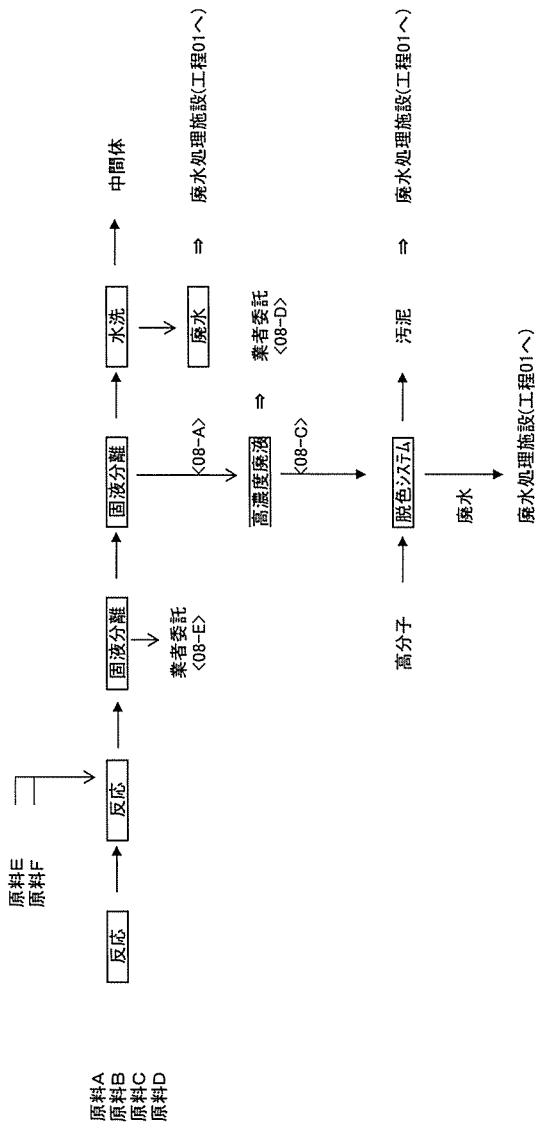 原料A
原料B
原料C
原料D
反応
原料E
原料F
反応
固液分離
業者委託
<08-E>
固液分離
<08-A>
水洗
中間休
廃水
⇒ 廃水処理施設(工程01へ)
高濃度廃液
⇒ 業者委託
<08-D>
<08-C>
高分子
脱色システム
汚泥
⇒ 廃水処理施設(工程01へ)
廃水
廃水処理施設(工程01へ)